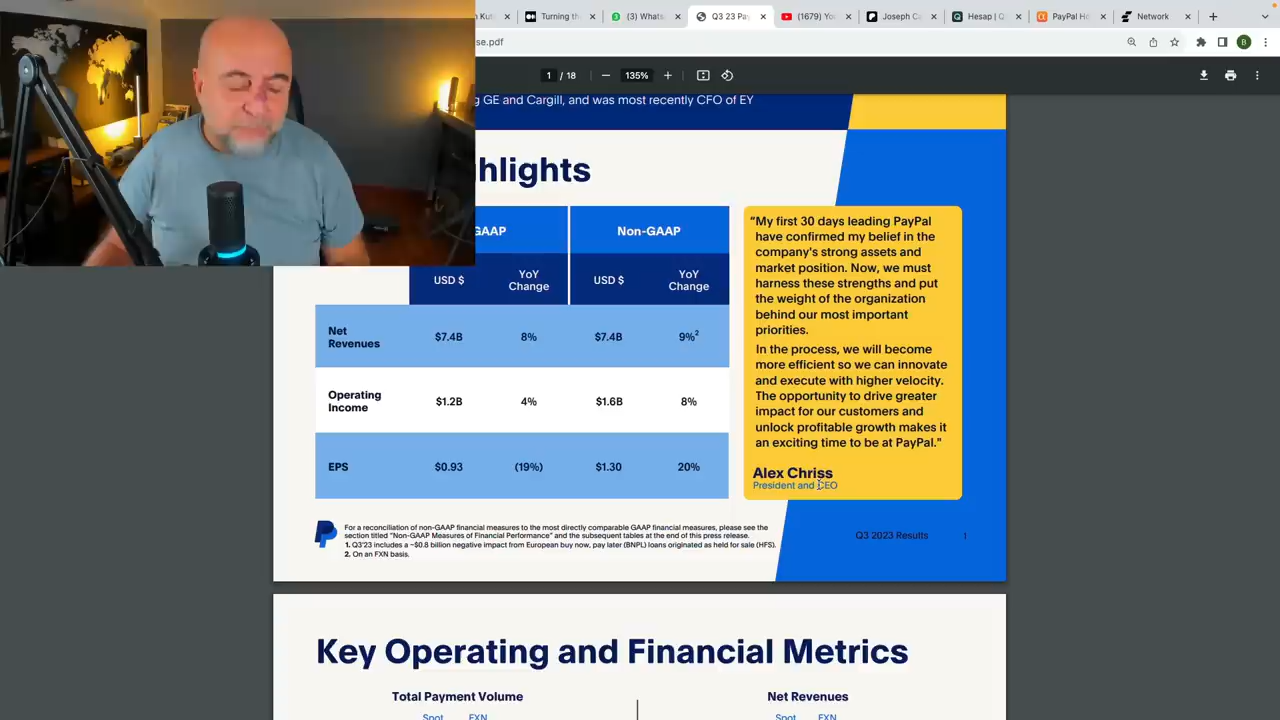 Turning the
(3) Whats
Q3 23 Pay
(1679) Yo
Joseph Ca
Hesap | Q
PayPal Ho
Network
se.pdf
B
1 / 18
135%
g GE and Cargill, and was most recently CFO of EY
hlights
GAAP
Non-GAAP
USD $
YoY Change
USD $
YoY Change
Net Revenues
$7.4B
8%
$7.4B
9%2
Operating Income
$1.2B
4%
$1.6B
8%
EPS
$0.93
(19%)
$1.30
20%
"My first 30 days leading PayPal
have confirmed my belief in the
company's strong assets and
market position. Now, we must
harness these strengths and put
the weight of the organization
behind our most important
priorities.
In the process, we will become
more efficient so we can innovate
and execute with higher velocity.
The opportunity to drive greater
impact for our customers and
unlock profitable growth makes it
an exciting time to be at PayPal."
Alex Chriss
President and CEO
For a reconciliation of non-GAAP financial measures to the most directly comparable GAAP financial measures, please see the
section titled "Non-GAAP Measures of Financial Performance" and the subsequent tables at the end of this press release.
1. Q3'23 includes a ~$0.8 billion negative impact from European buy now, pay later (BNPL) loans originated as held for sale (HFS).
2. On an FXN basis.
Q3 2023 Results
1
Key Operating and Financial Metrics
Total Payment Volume
Net Revenues
Spot
FXN
Spot
FXN